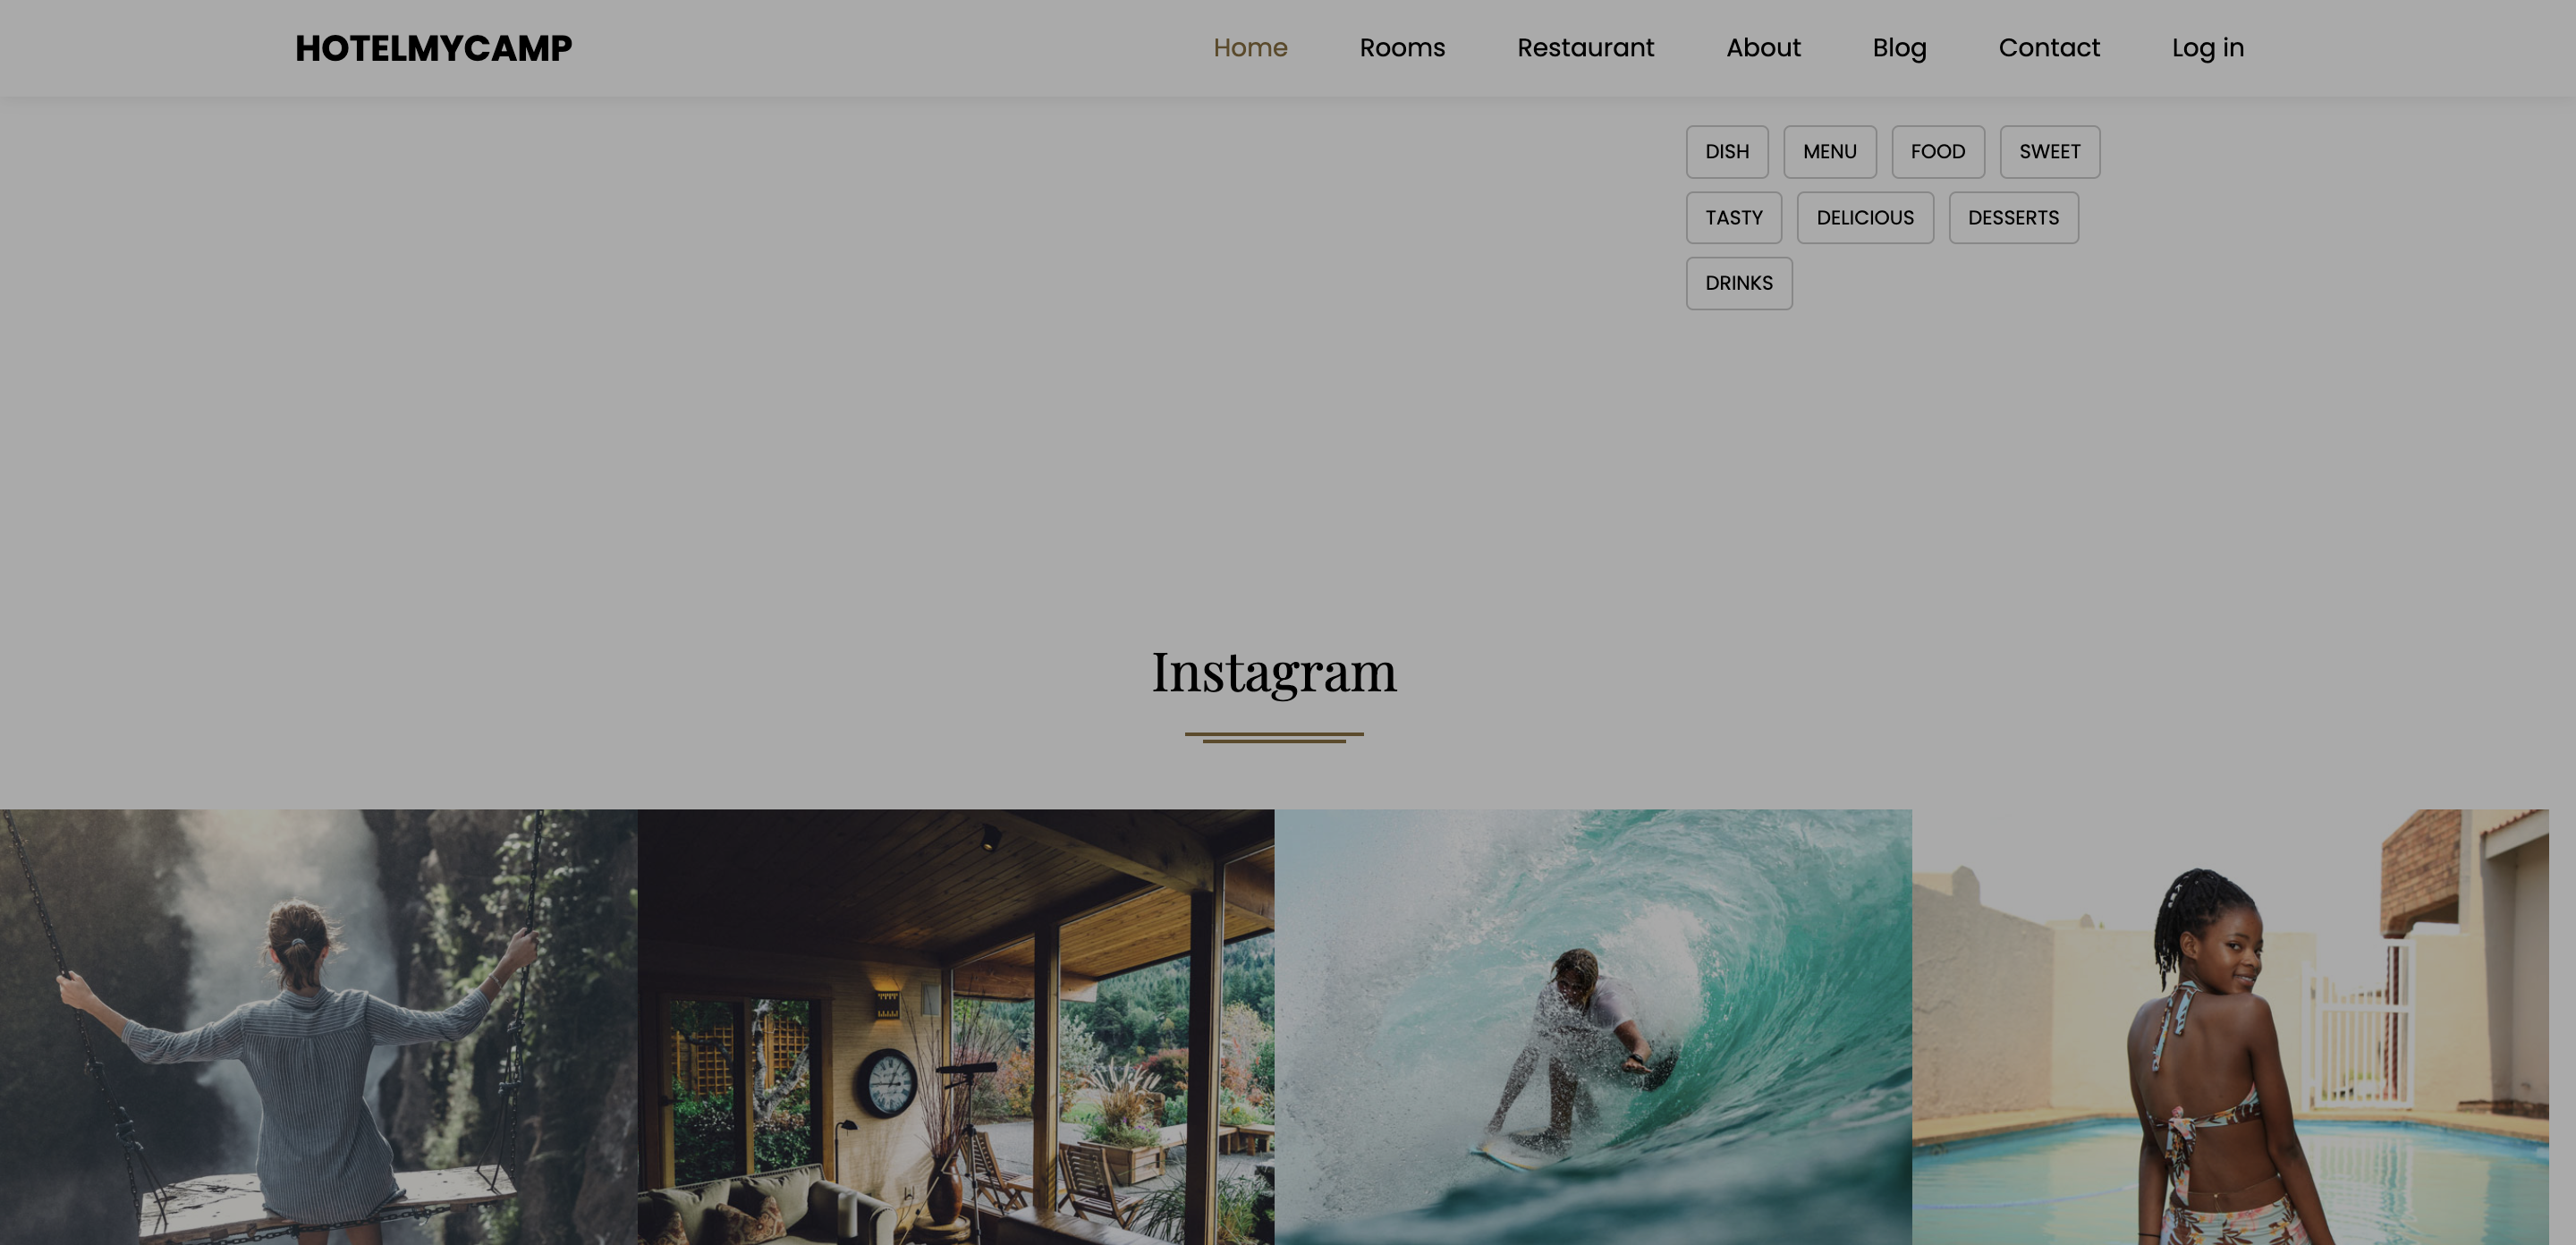 HOTELMYCAMP Home Rooms Restaurant About Blog Contact Log in
DISH MENU FOOD SWEET
TASTY DELICIOUS DESSERTS
DRINKS
Instagram